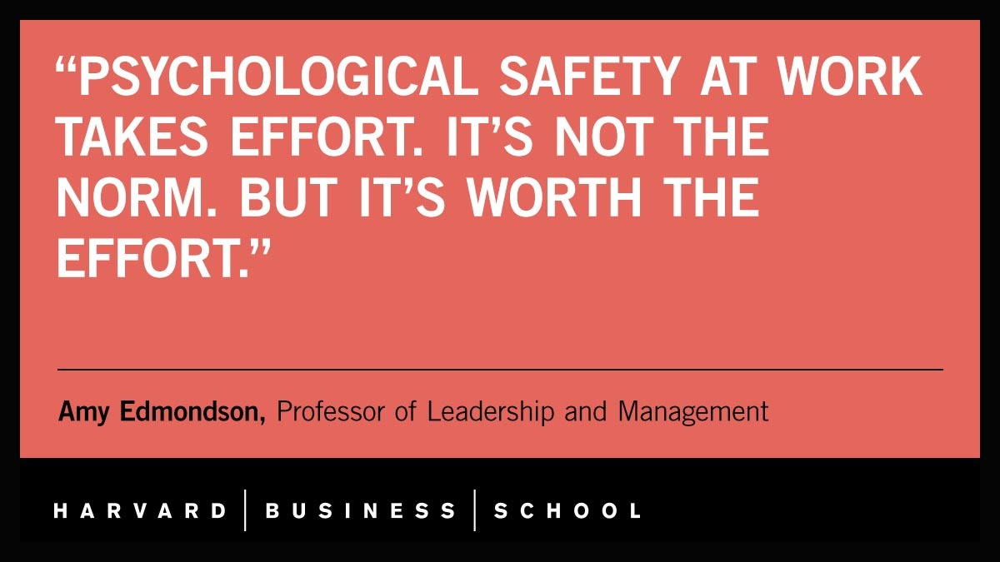 “PSYCHOLOGICAL SAFETY AT WORK
TAKES EFFORT. IT’S NOT THE
NORM. BUT IT’S WORTH THE
EFFORT.”
Amy Edmondson, Professor of Leadership and Management
HARVARD | BUSINESS | SCHOOL